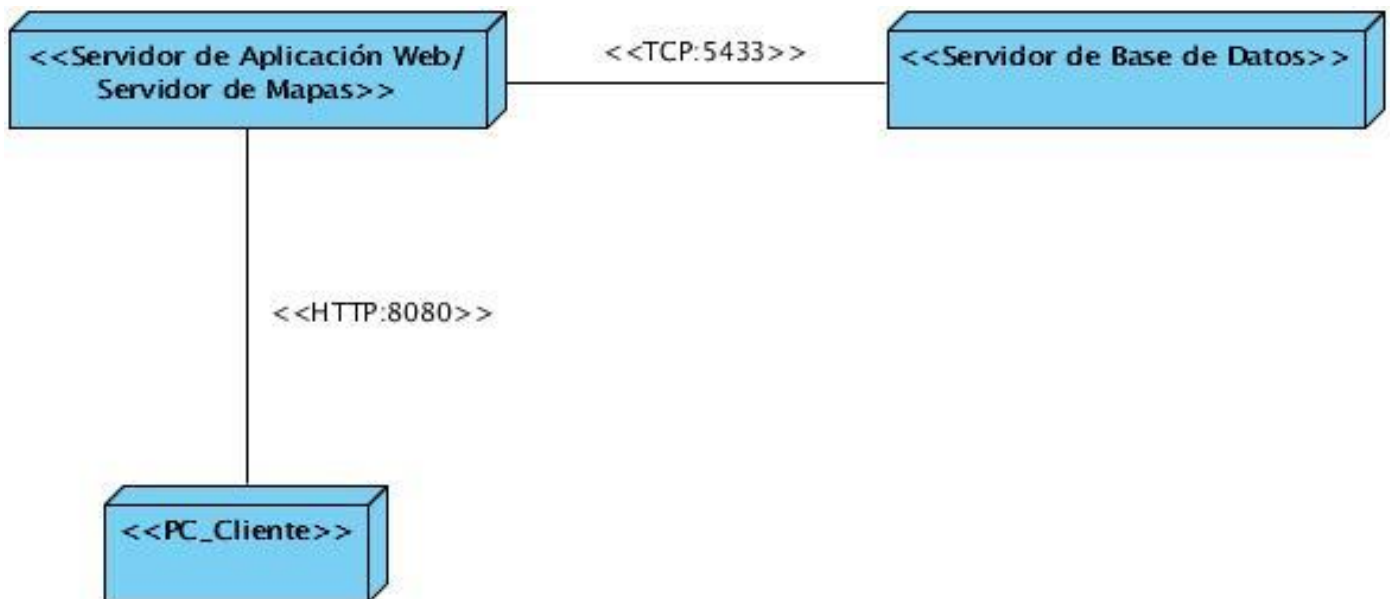 <<Servidor de Aplicación Web/
Servidor de Mapas>>
<<TCP:5433>>
<<Servidor de Base de Datos>>
<<HTTP:8080>>
<<PC_Cliente>>